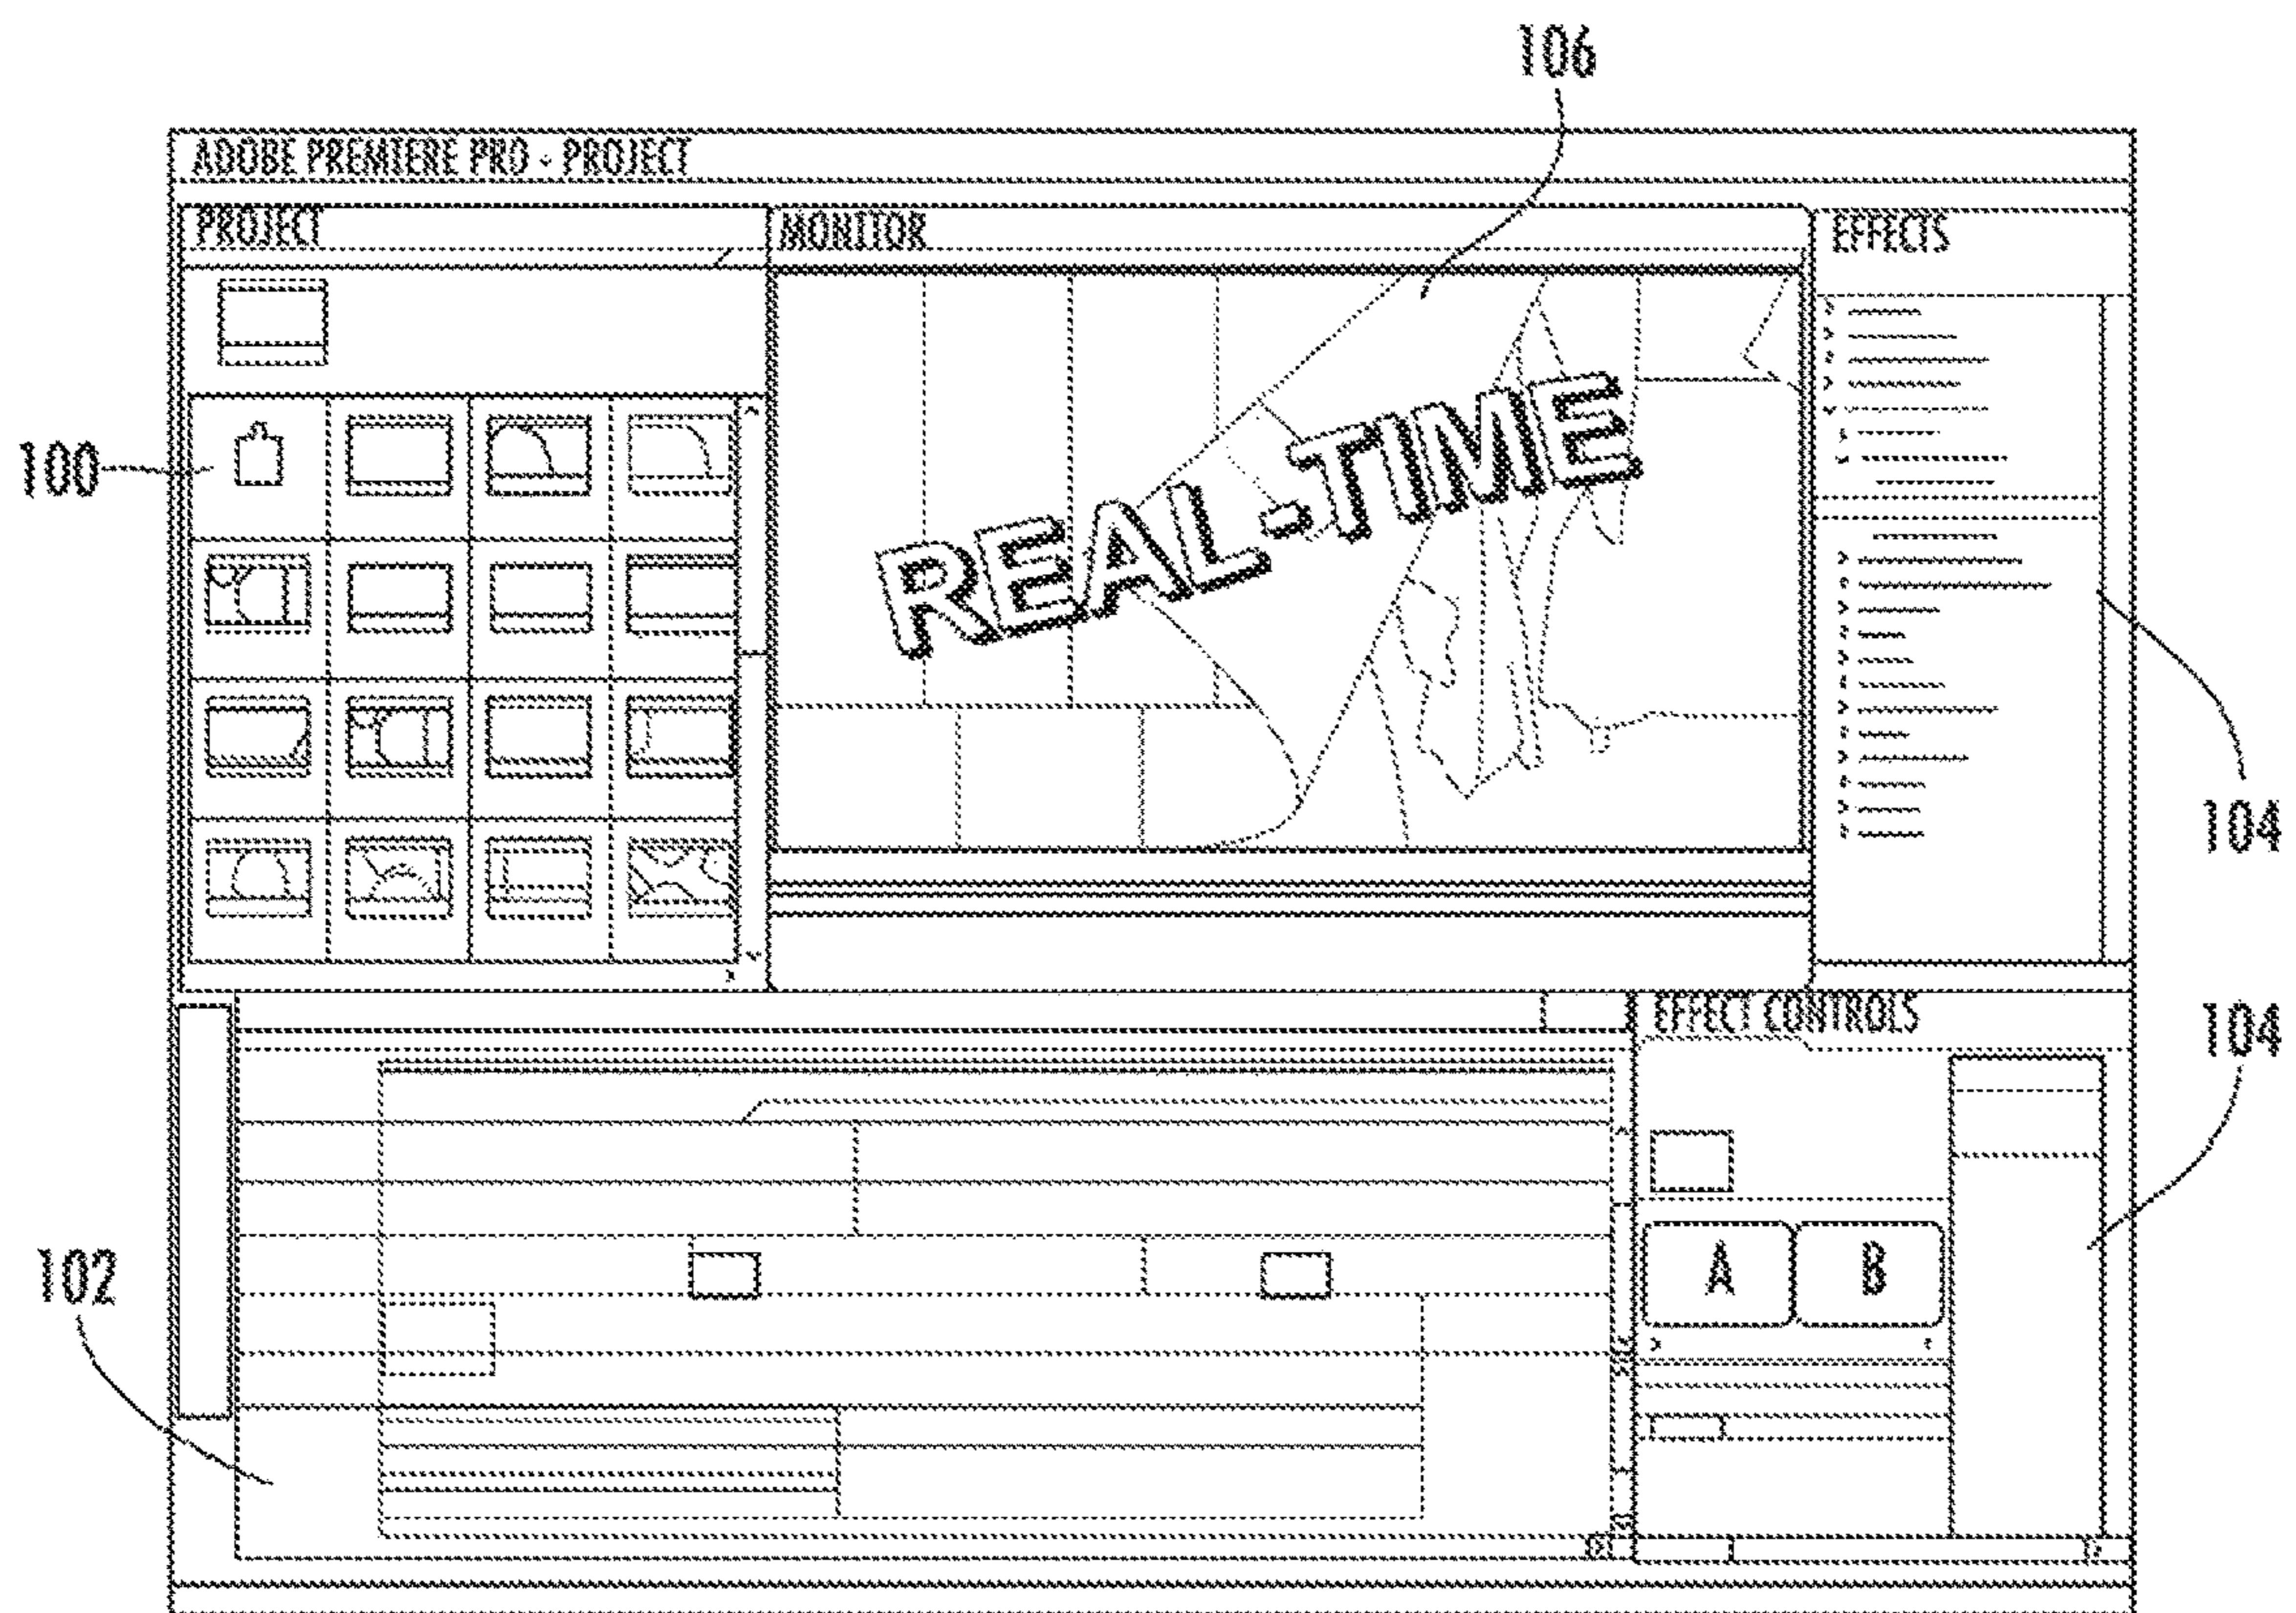 106
ADOBE PREMIERE PRO - PROJECT
PROJECT
MONITOR
EFFECTS
100
REAL-TIME
104
EFFECT CONTROLS
104
102
A
B